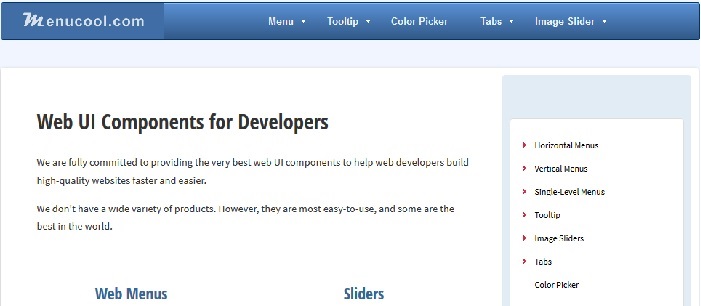 Menucool.com
Menu Tooltip Color Picker Tabs Image Slider
Web UI Components for Developers
We are fully committed to providing the very best web UI components to help web developers build
high-quality websites faster and easier.
We don't have a wide variety of products. However, they are most easy-to-use, and some are the
best in the world.
Web Menus
Sliders
Horizontal Menus
Vertical Menus
Single-Level Menus
Tooltip
Image Sliders
Tabs
Color Picker